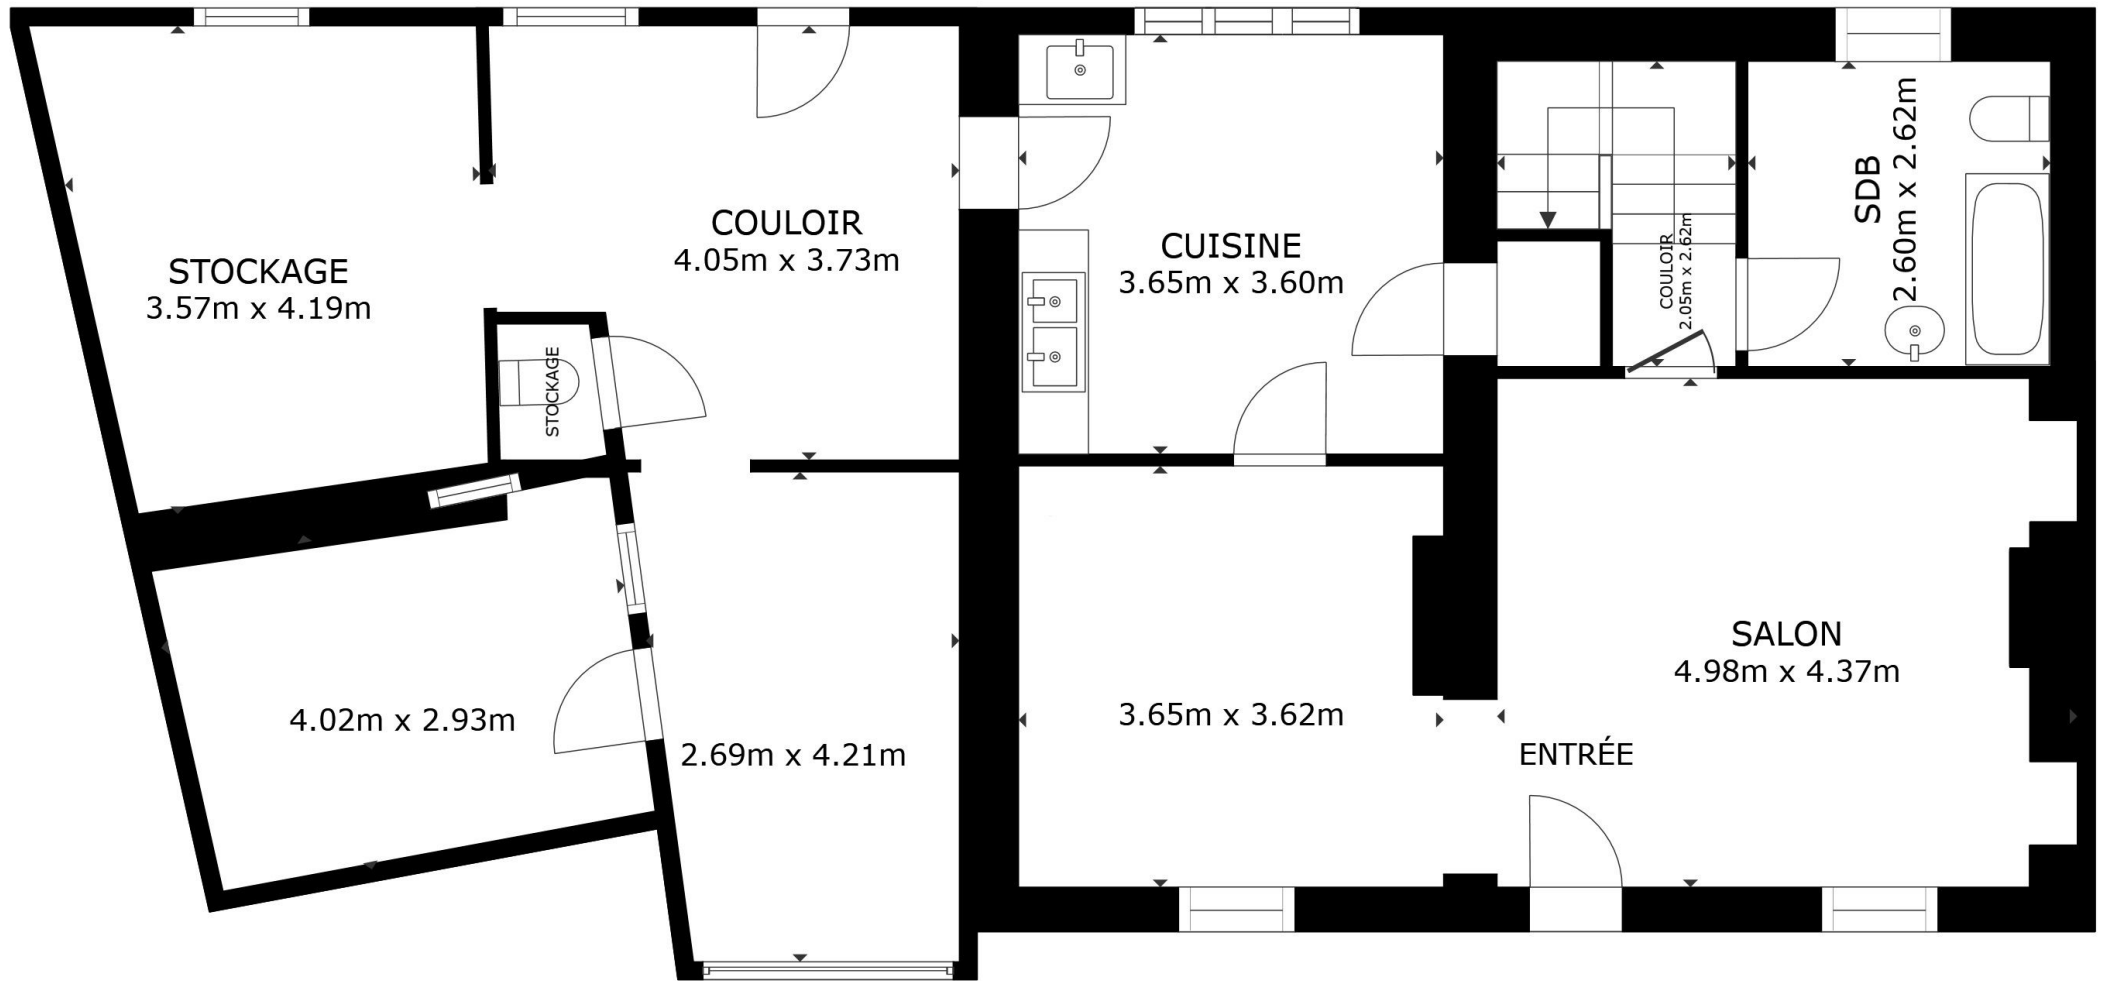 STOCKAGE
3.57m x 4.19m
COULOIR
4.05m x 3.73m
CUISINE
3.65m x 3.60m
COULOIR
2.05m x 2.62m
SDB
2.60m x 2.62m
STOCKAGE
4.02m x 2.93m
2.69m x 4.21m
3.65m x 3.62m
SALON
4.98m x 4.37m
ENTRÉE